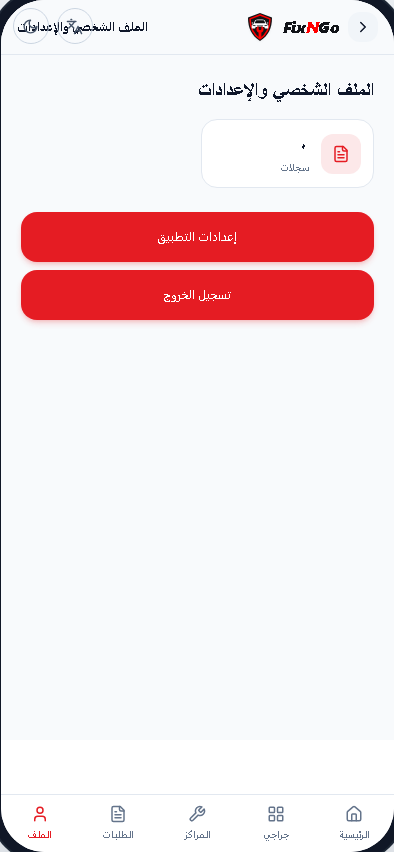 FixNGo
الملف الشخصي والإعدادات
الملف الشخصي والإعدادات
٠
سجلات
إعدادات التطبيق
تسجيل الخروج
الرئيسية
جراجي
المراكز
الطلبات
الملف